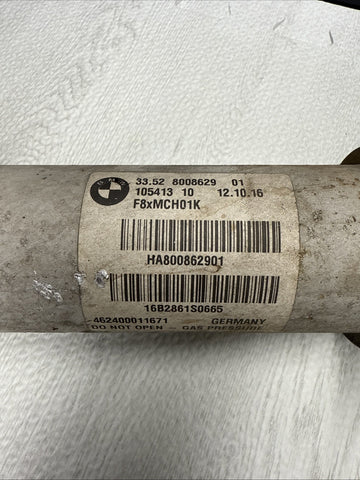 BMW
33.52 8008629 01
105413 10 12.10.16
F8xMCH01K
HA800862901
16B2861S0665
462400011671 GERMANY
DO NOT OPEN - GAS PRESSURE